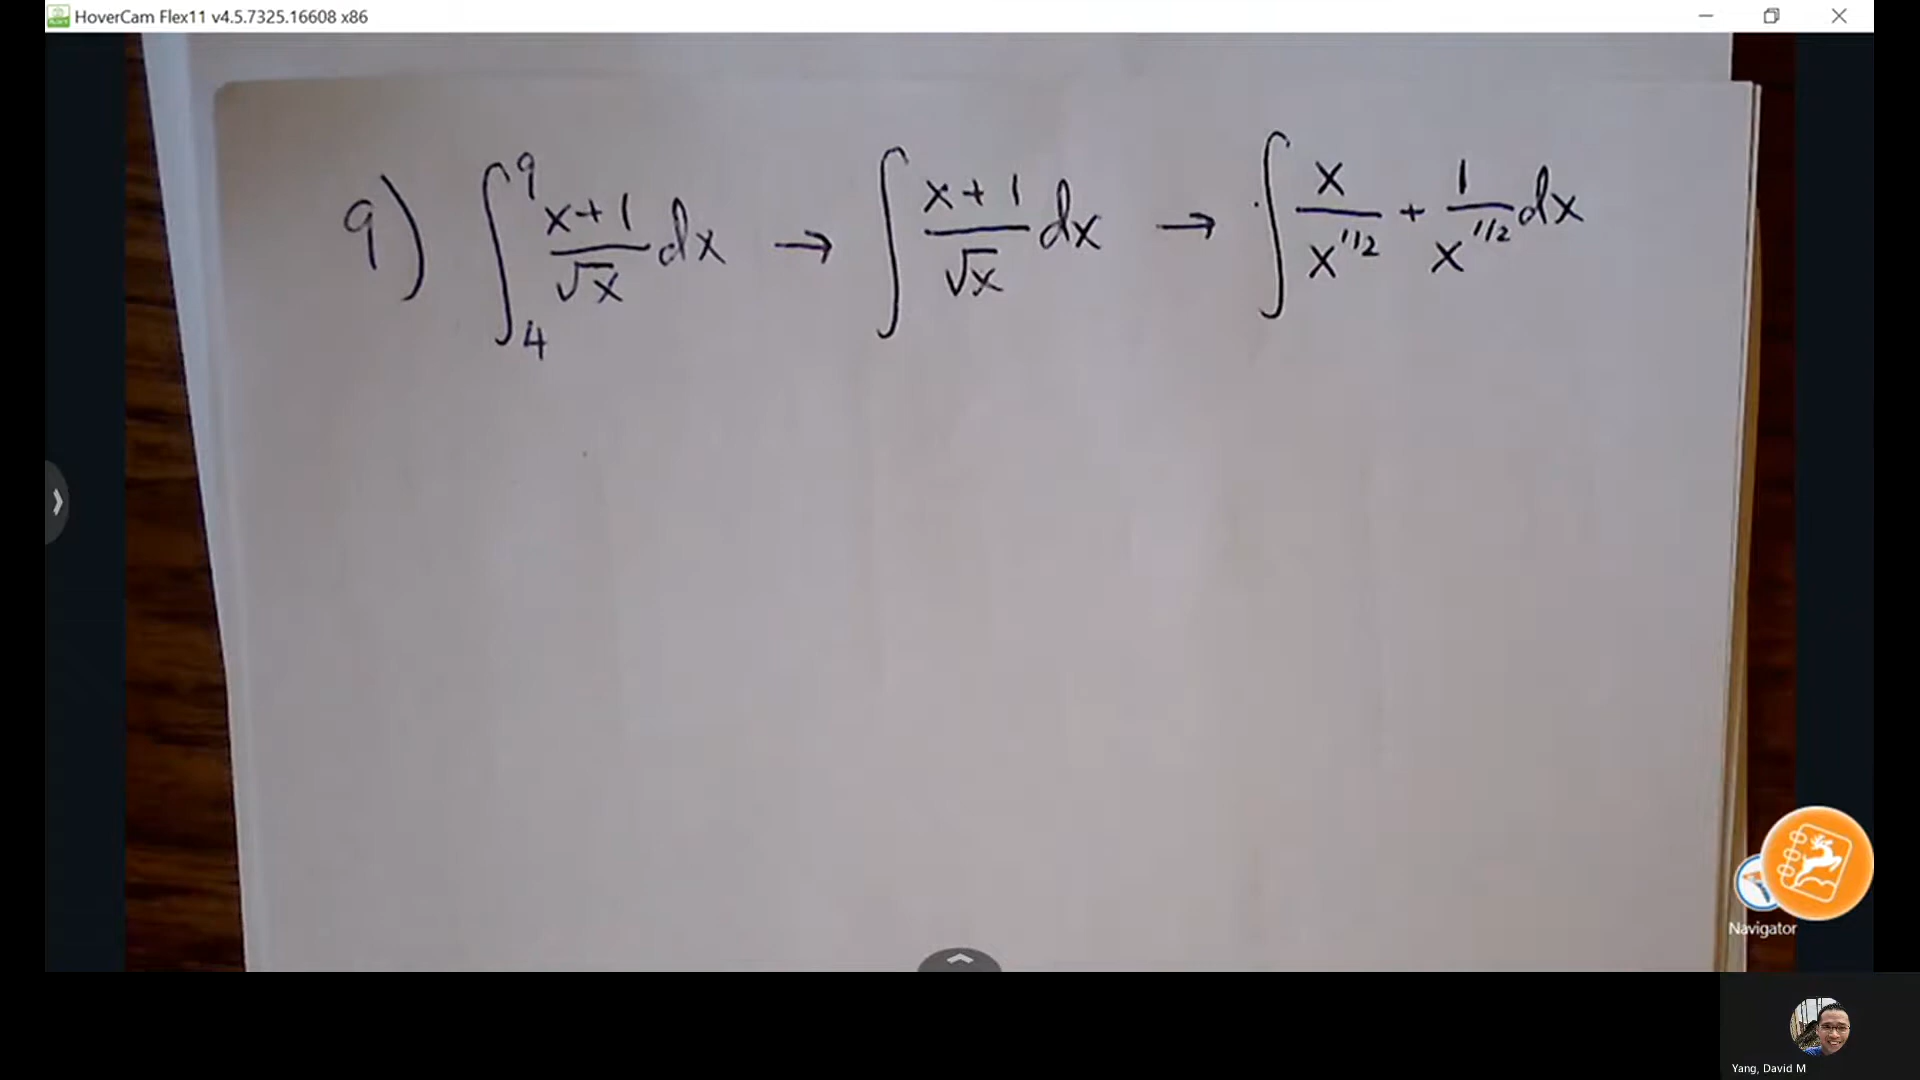 HoverCam Flex11 v4.5.7325.16608 x86
9) ∫₄⁹ (x+1)/√x dx → ∫ (x+1)/√x dx → ∫ x/x^1/2 + 1/x^1/2 dx
Navigator
Yang, David M